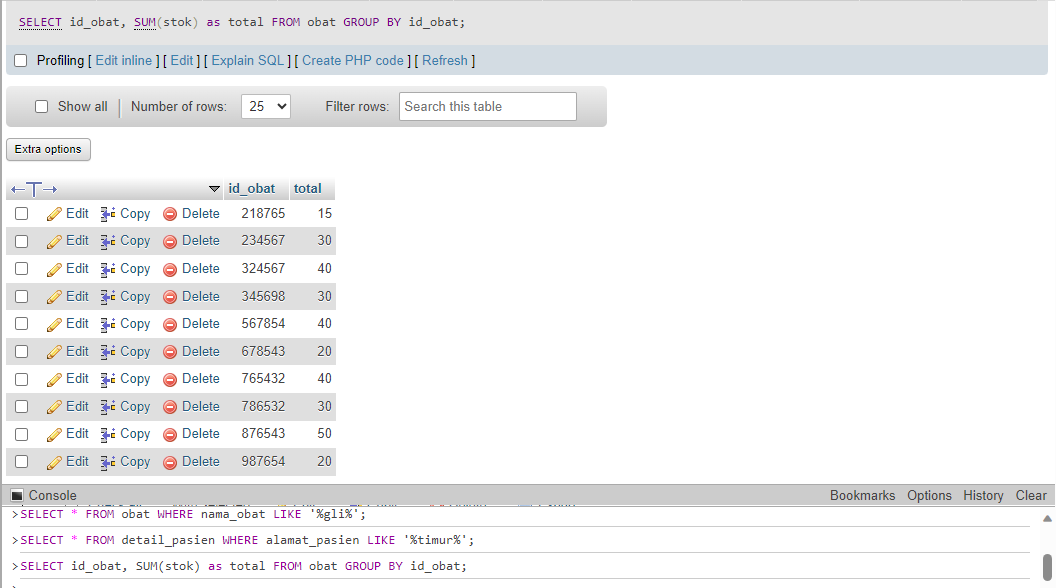 SELECT id_obat, SUM(stok) as total FROM obat GROUP BY id_obat;
Profiling [ Edit inline ] [ Edit ] [ Explain SQL ] [ Create PHP code ] [ Refresh ]
Show all Number of rows: 25 Filter rows: Search this table
Extra options
id_obat total
Edit Copy Delete 218765 15
Edit Copy Delete 234567 30
Edit Copy Delete 324567 40
Edit Copy Delete 345698 30
Edit Copy Delete 567854 40
Edit Copy Delete 678543 20
Edit Copy Delete 765432 40
Edit Copy Delete 786532 30
Edit Copy Delete 876543 50
Edit Copy Delete 987654 20
Console Bookmarks Options History Clear
>SELECT * FROM obat WHERE nama_obat LIKE '%gli%';
>SELECT * FROM detail_pasien WHERE alamat_pasien LIKE '%timur%';
>SELECT id_obat, SUM(stok) as total FROM obat GROUP BY id_obat;